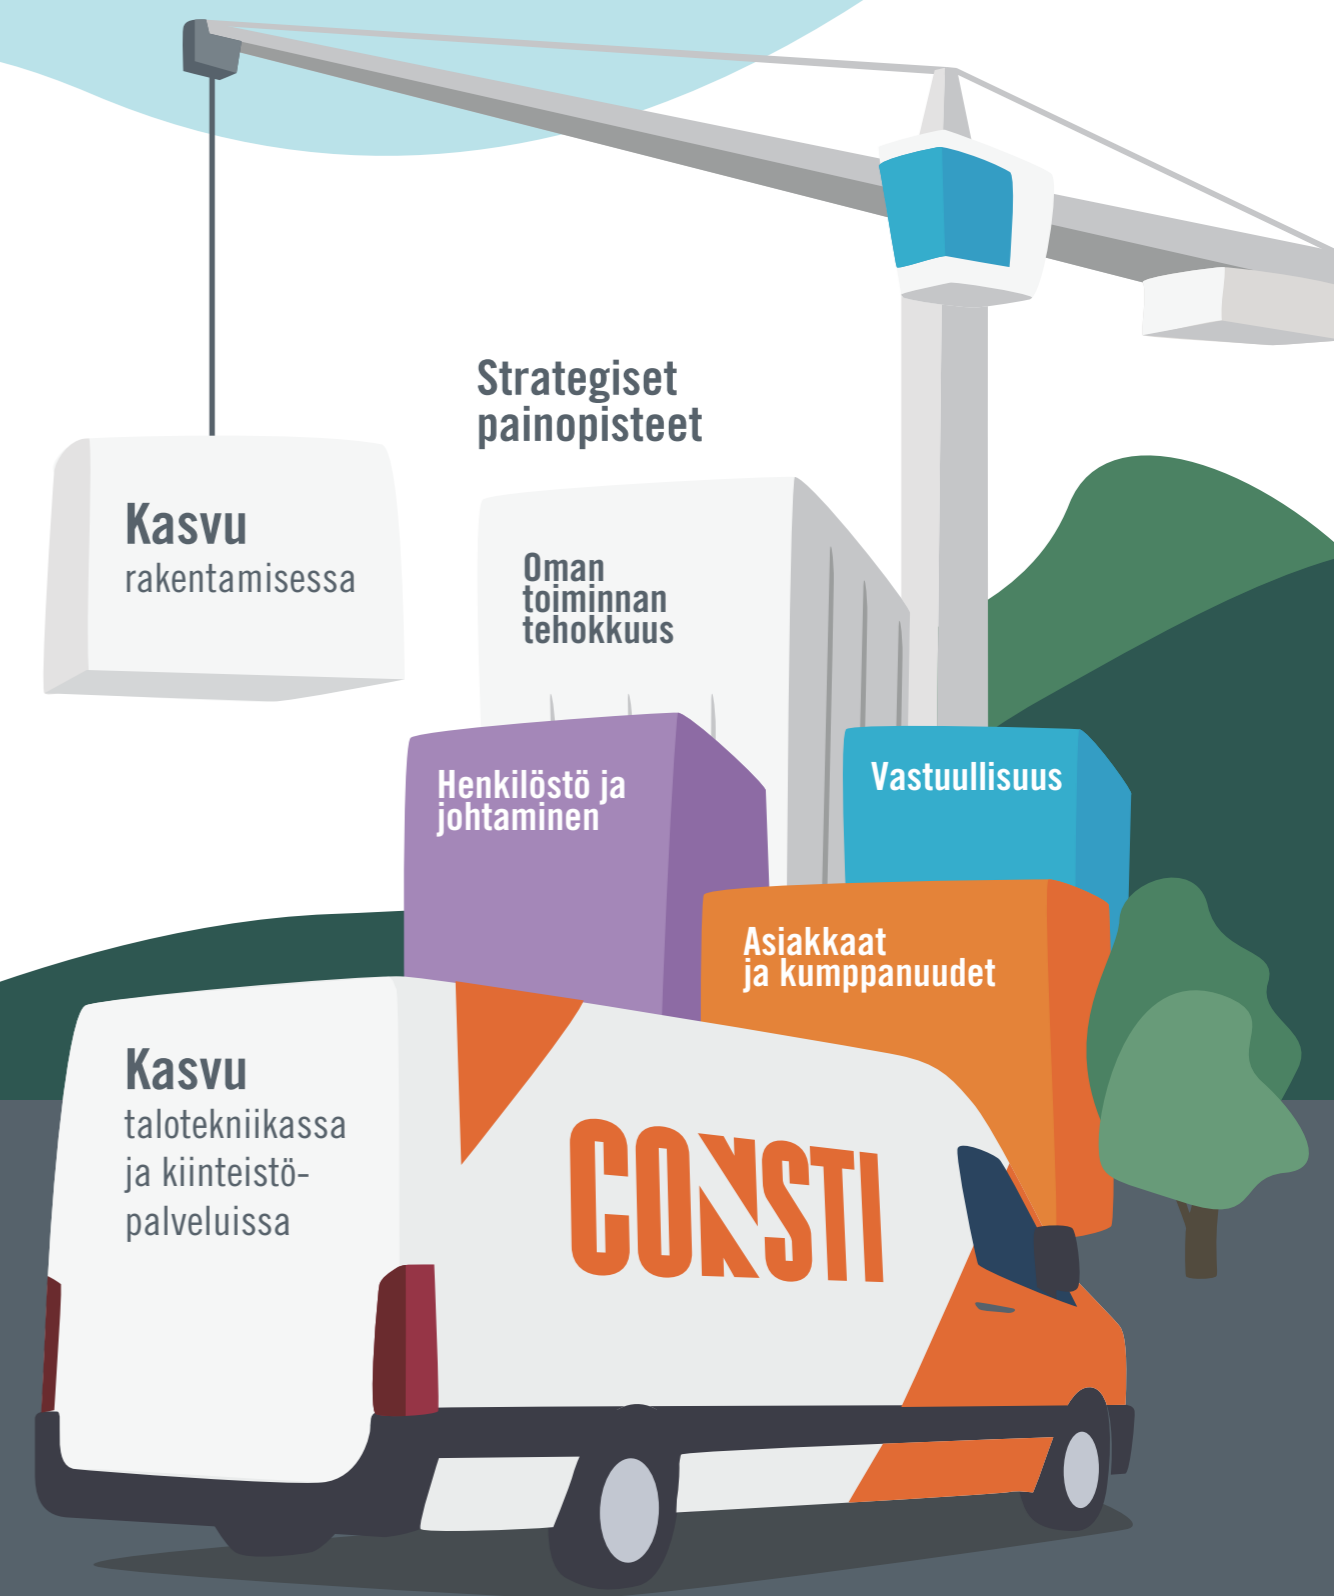 Strategiset
painopisteet
Kasvu
rakentamisessa
Oman
toiminnan
tehokkuus
Henkilöstö ja
johtaminen
Vastuullisuus
Asiakkaat
ja kumppanuudet
Kasvu
talotekniikassa
ja kiinteistö-
palveluissa
CONSTI